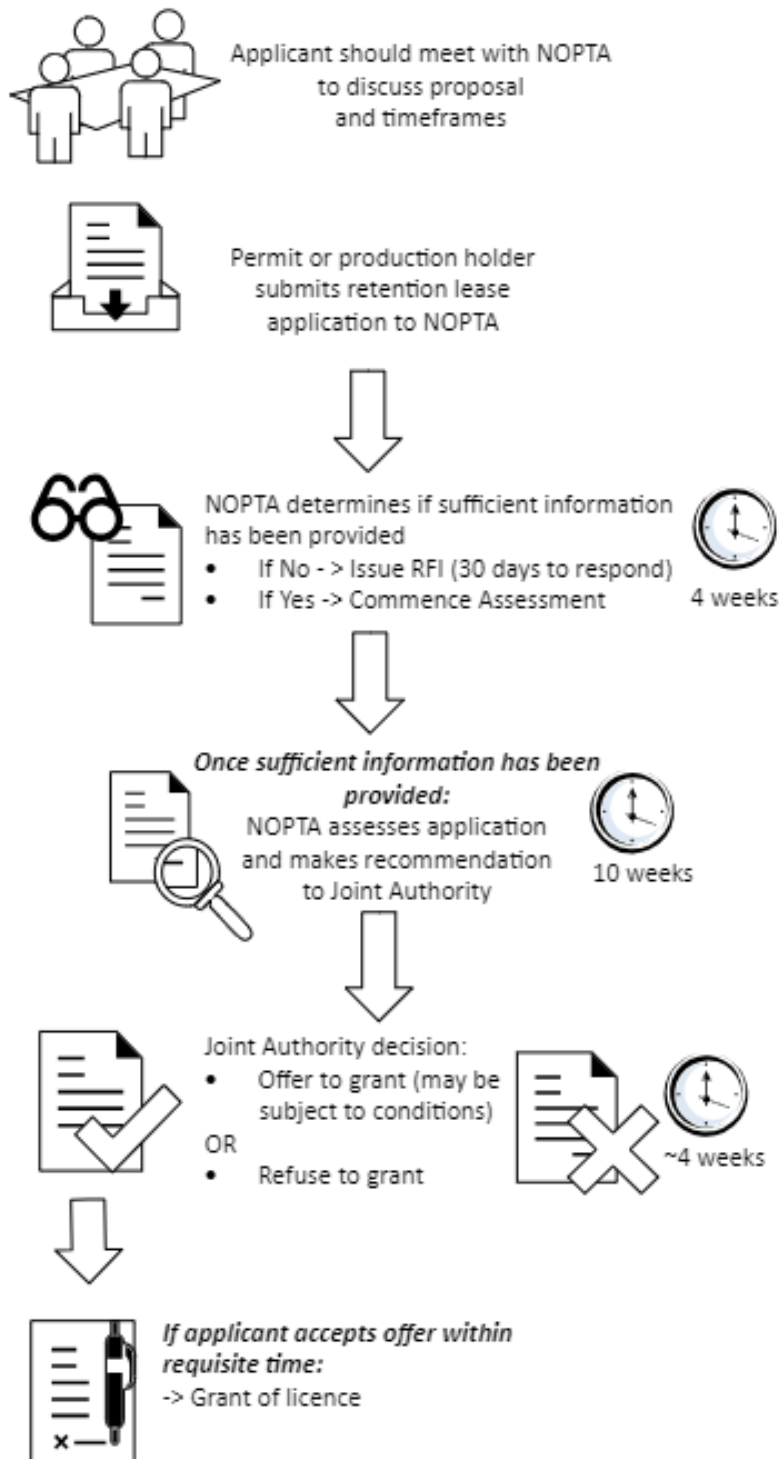 Applicant should meet with NOPTA
to discuss proposal
and timeframes
Permit or production holder
submits retention lease
application to NOPTA
NOPTA determines if sufficient information
has been provided
• If No - > Issue RFI (30 days to respond)
• If Yes -> Commence Assessment
4 weeks
Once sufficient information has been
provided:
NOPTA assesses application
and makes recommendation
to Joint Authority
10 weeks
Joint Authority decision:
• Offer to grant (may be
subject to conditions)
OR
• Refuse to grant
~4 weeks
If applicant accepts offer within
requisite time:
-> Grant of licence